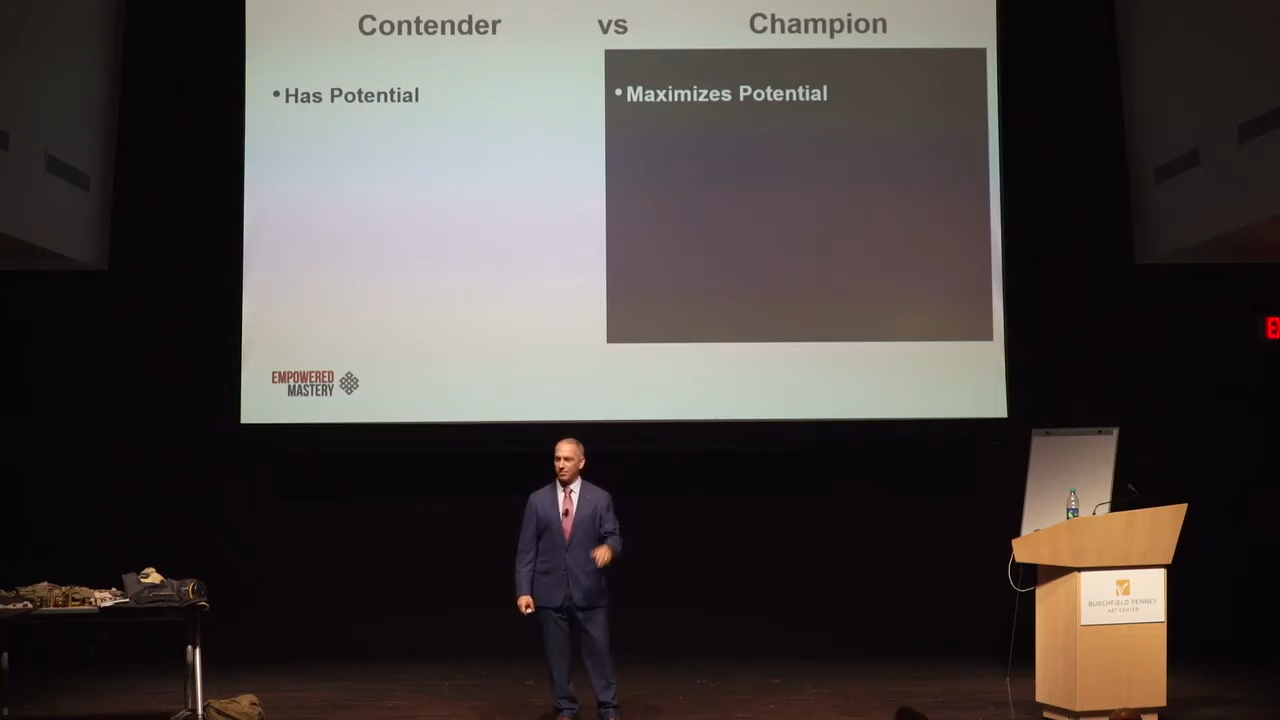 Contender vs Champion
• Has Potential
• Maximizes Potential
EMPOWERED
MASTERY
BURCHFIELD PENNEY
ART CENTER